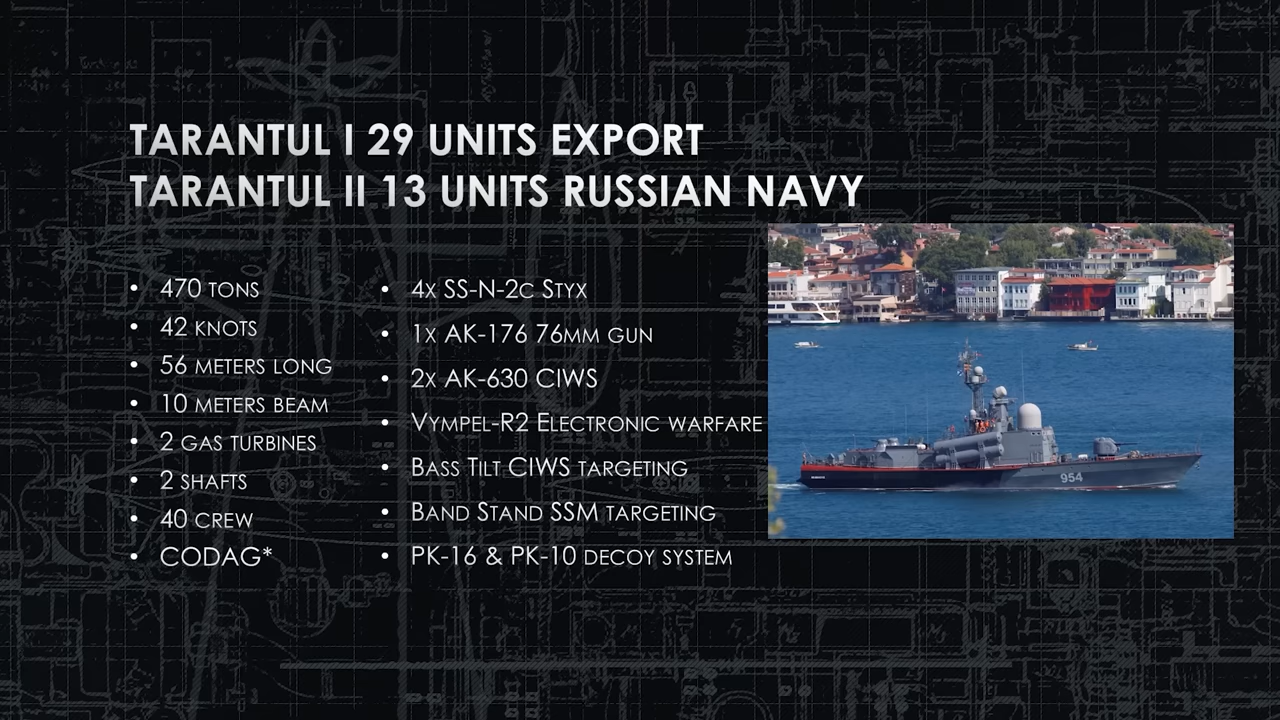 TARANTUL I 29 UNITS EXPORT
TARANTUL II 13 UNITS RUSSIAN NAVY
• 470 TONS
• 42 KNOTS
• 56 METERS LONG
• 10 METERS BEAM
• 2 GAS TURBINES
• 2 SHAFTS
• 40 CREW
• CODAG*
• 4X SS-N-2C STYX
• 1X AK-176 76MM GUN
• 2X AK-630 CIWS
• VYMPEL-R2 ELECTRONIC WARFARE
• BASS TILT CIWS TARGETING
• BAND STAND SSM TARGETING
• PK-16 & PK-10 DECOY SYSTEM
954